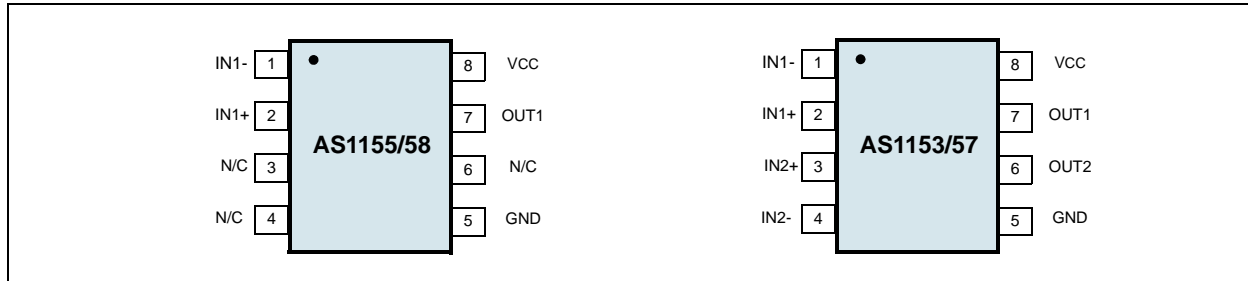 IN1- 1 8 VCC
IN1+ 2 7 OUT1
AS1155/58
N/C 3 6 N/C
N/C 4 5 GND
IN1- 1 8 VCC
IN1+ 2 7 OUT1
AS1153/57
IN2+ 3 6 OUT2
IN2- 4 5 GND